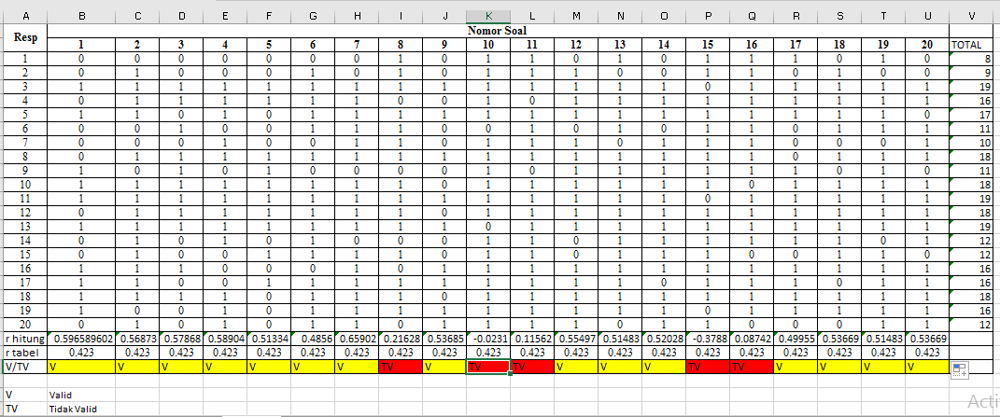 A B C D E F G H I J K L M N O P Q R S T U V
Resp Nomor Soal
1 2 3 4 5 6 7 8 9 10 11 12 13 14 15 16 17 18 19 20 TOTAL
1 0 0 0 0 0 0 0 1 0 1 1 0 1 0 1 1 1 0 1 0 8
2 0 1 0 0 0 1 0 1 0 1 1 1 0 0 1 1 0 1 0 0 9
3 1 1 1 1 1 1 1 1 1 1 1 1 1 1 0 1 1 1 1 1 19
4 0 1 1 1 1 1 1 0 0 1 0 1 1 1 1 1 1 1 1 1 16
5 1 1 0 1 0 1 1 1 1 1 1 1 1 1 1 1 1 1 1 0 17
6 0 0 1 0 0 1 1 1 0 0 1 0 1 0 1 1 0 1 1 1 11
7 0 0 0 1 0 0 1 1 0 1 1 1 0 1 1 1 0 0 0 1 10
8 0 1 1 1 1 1 1 1 1 1 1 1 1 1 1 1 0 1 1 1 18
9 1 0 1 0 1 0 0 0 0 1 0 1 1 1 1 1 1 0 1 0 11
10 1 1 1 1 1 1 1 1 0 1 1 1 1 1 1 0 1 1 1 1 18
11 1 1 1 1 1 1 1 1 1 1 1 1 1 1 0 1 1 1 1 1 19
12 0 1 1 1 1 1 1 1 0 1 1 1 1 1 1 1 1 1 1 1 18
13 1 1 1 1 1 1 1 1 1 0 1 1 1 1 1 1 1 1 1 1 19
14 0 1 0 1 0 1 0 0 0 1 1 0 1 1 1 1 1 1 0 1 12
15 0 1 0 0 1 1 1 1 0 1 1 0 1 1 1 0 0 1 1 0 12
16 1 1 1 0 0 0 1 0 1 1 1 1 1 1 1 1 1 1 1 1 16
17 1 1 0 0 1 1 1 1 1 1 1 1 1 0 1 1 1 0 1 1 16
18 1 1 1 1 0 1 1 1 0 1 1 1 1 1 1 1 1 1 1 1 18
19 1 0 0 1 0 1 1 1 1 1 1 1 1 1 0 1 1 1 1 1 16
20 0 1 0 1 0 1 1 0 1 1 1 1 0 1 1 0 0 0 1 1 12
r hitung 0.596589602 0.56873 0.57868 0.58904 0.51334 0.4856 0.65902 0.21628 0.53685 -0.0231 0.11562 0.55497 0.51483 0.52028 -0.3788 0.08742 0.49955 0.53669 0.51483 0.53669
r tabel 0.423 0.423 0.423 0.423 0.423 0.423 0.423 0.423 0.423 0.423 0.423 0.423 0.423 0.423 0.423 0.423 0.423 0.423 0.423 0.423
V/TV V V V V V V V TV V TV TV V V V TV TV V V V V
V Valid
TV Tidak Valid
Acti